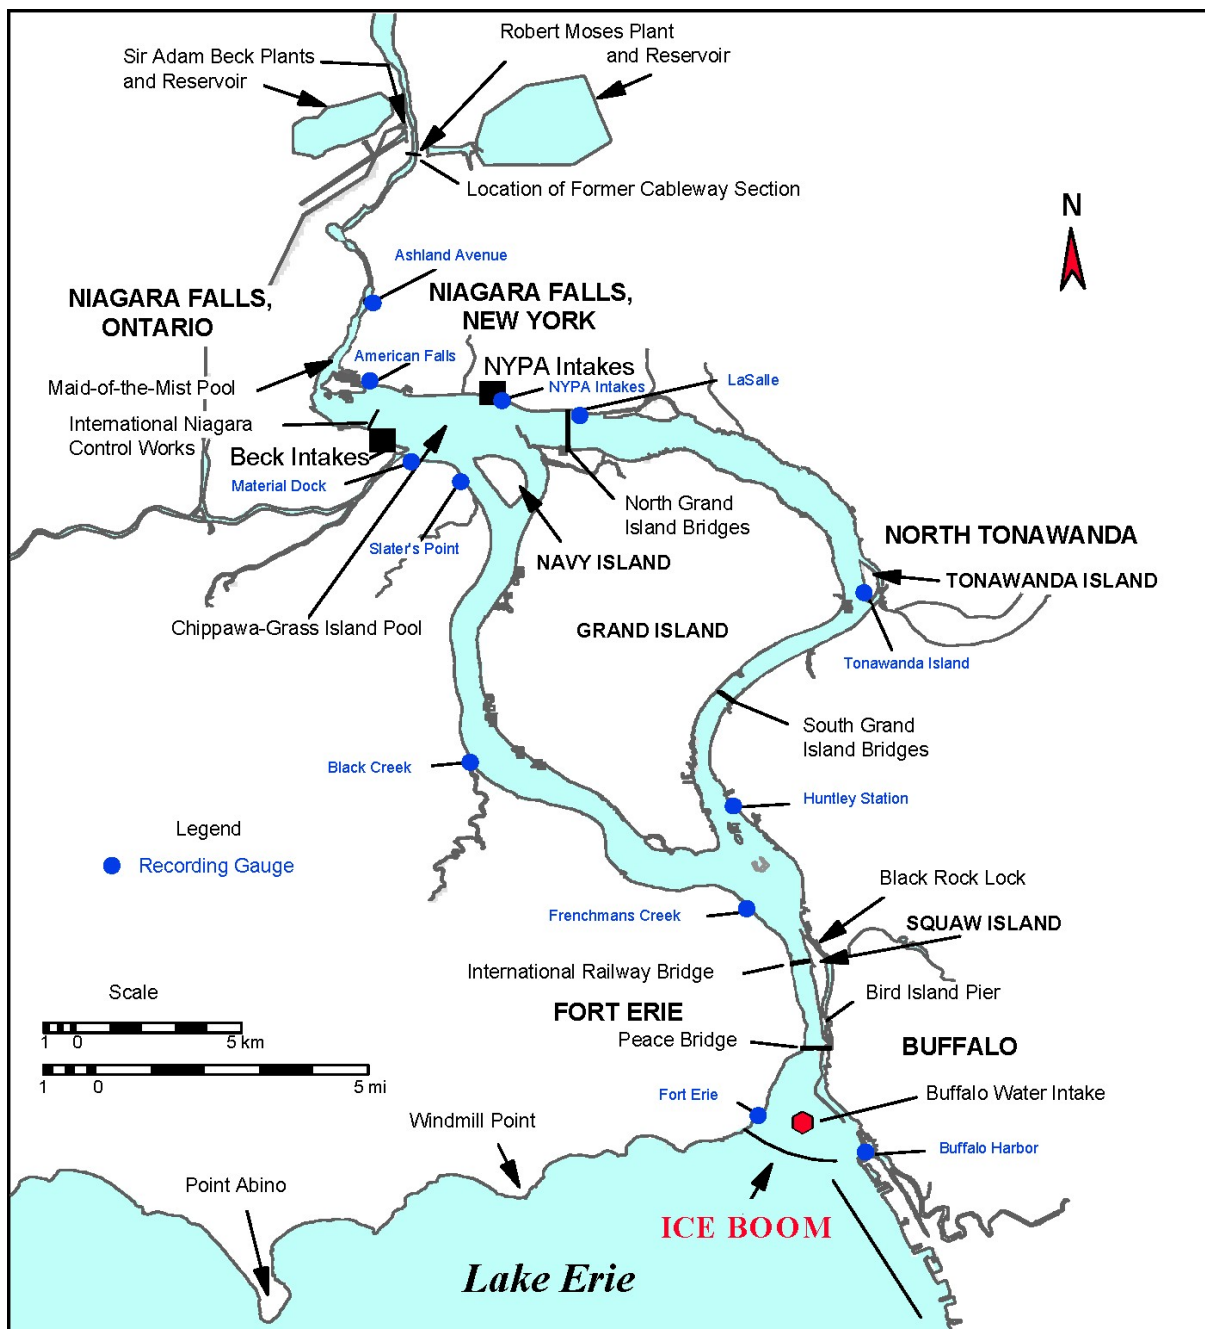 Sir Adam Beck Plants
and Reservoir
Robert Moses Plant
and Reservoir
Location of Former Cableway Section
N
Ashland Avenue
NIAGARA FALLS,
ONTARIO
NIAGARA FALLS,
NEW YORK
American Falls
NYPA Intakes
NYPA Intakes
LaSalle
Maid-of-the-Mist Pool
International Niagara
Control Works
Beck Intakes
Material Dock
North Grand
Island Bridges
Slater's Point
NAVY ISLAND
NORTH TONAWANDA
TONAWANDA ISLAND
Chippawa-Grass Island Pool
GRAND ISLAND
Tonawanda Island
South Grand
Island Bridges
Black Creek
Huntley Station
Legend
Recording Gauge
Black Rock Lock
Frenchmans Creek
SQUAW ISLAND
International Railway Bridge
Scale
Bird Island Pier
FORT ERIE
1 0 5 km
Peace Bridge
BUFFALO
1 0 5 mi
Fort Erie
Buffalo Water Intake
Windmill Point
Buffalo Harbor
Point Abino
ICE BOOM
Lake Erie